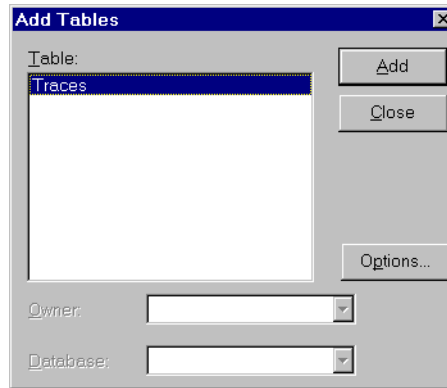 Add Tables
Table:
Traces
Add
Close
Options...
Owner:
Database: